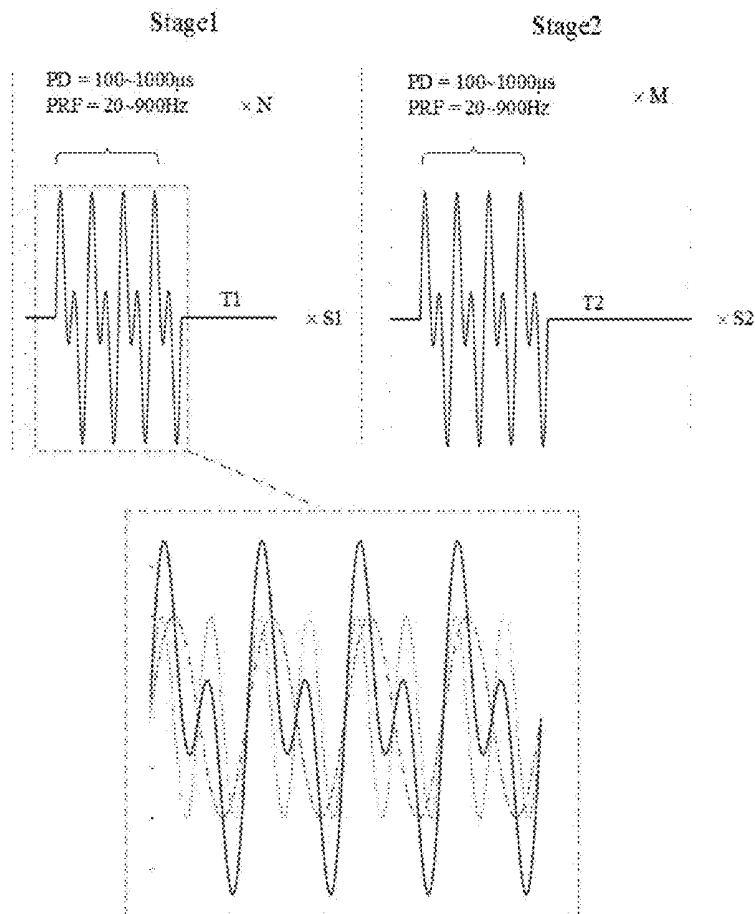 Stage1
Stage2
PD = 100~1000μs
PRF = 20~900Hz
× N
PD = 100~1000μs
PRF = 20~900Hz
× M
T1
× S1
T2
× S2